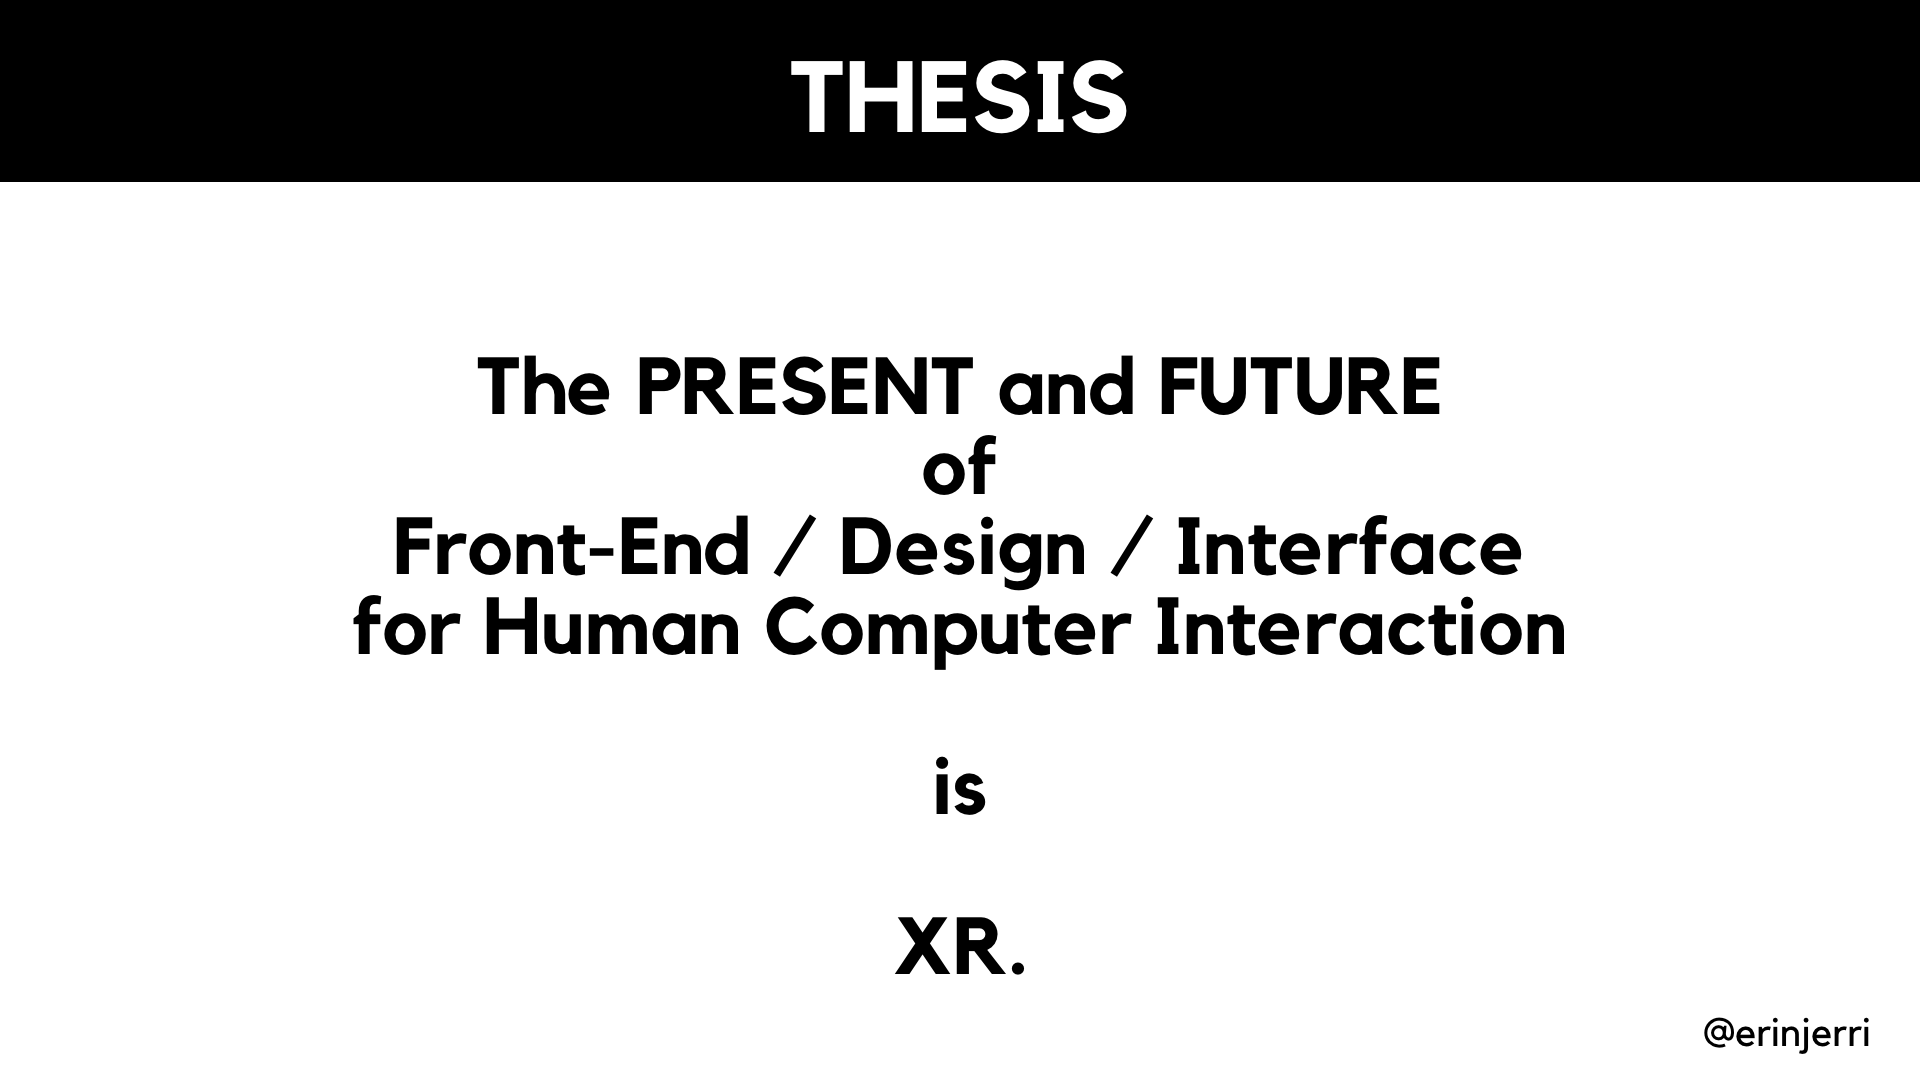 THESIS
The PRESENT and FUTURE
of
Front-End / Design / Interface
for Human Computer Interaction
is
XR.
@erinjerri